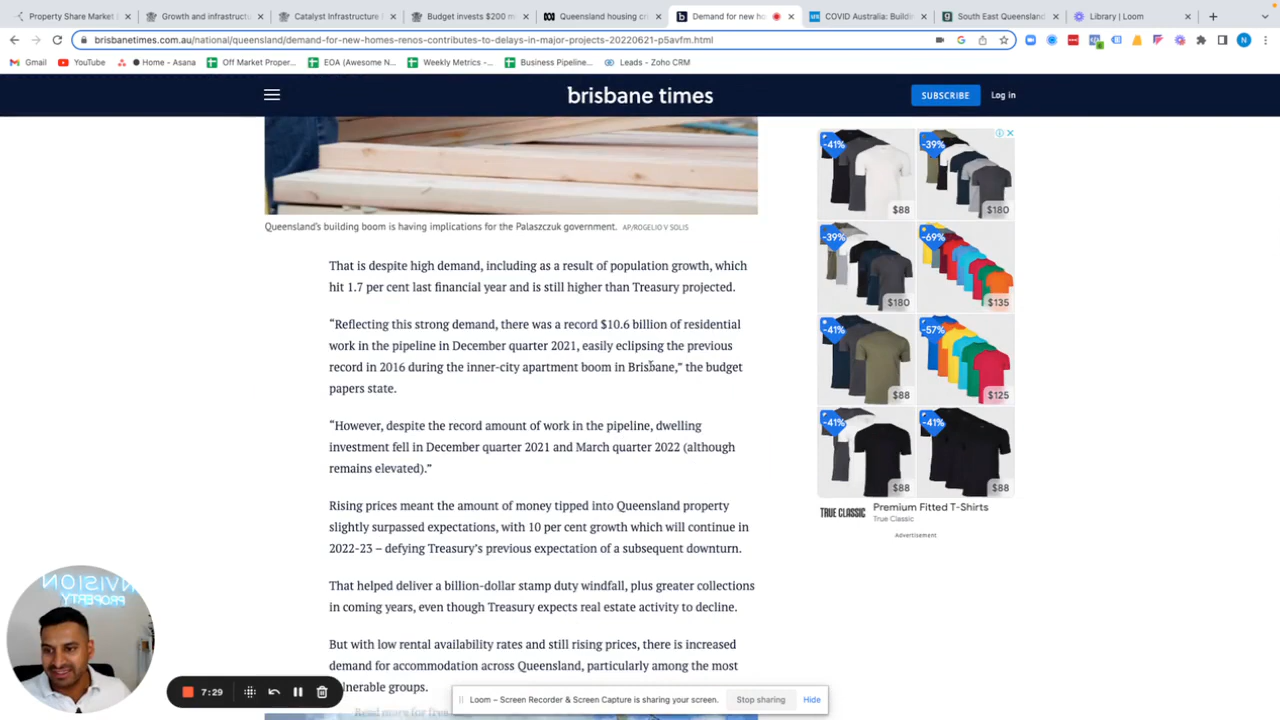 Property Share Market
Growth and infrastructu
Catalyst Infrastructure
Budget invests $200 m
Queensland housing cri
Demand for new ho
COVID Australia: Buildin
South East Queensland
Library | Loom
brisbanetimes.com.au/national/queensland/demand-for-new-homes-renos-contributes-to-delays-in-major-projects-20220621-p5avfm.html
N
Gmail
YouTube
Home - Asana
Off Market Proper...
EOA (Awesome N...
Weekly Metrics -...
Business Pipeline...
Leads - Zoho CRM
brisbane times
SUBSCRIBE
Log in
Queensland's building boom is having implications for the Palaszczuk government. AP/ROGELIO V SOLIS
That is despite high demand, including as a result of population growth, which
hit 1.7 per cent last financial year and is still higher than Treasury projected.
“Reflecting this strong demand, there was a record $10.6 billion of residential
work in the pipeline in December quarter 2021, easily eclipsing the previous
record in 2016 during the inner-city apartment boom in Brisbane,” the budget
papers state.
“However, despite the record amount of work in the pipeline, dwelling
investment fell in December quarter 2021 and March quarter 2022 (although
remains elevated).”
Rising prices meant the amount of money tipped into Queensland property
slightly surpassed expectations, with 10 per cent growth which will continue in
2022-23 – defying Treasury's previous expectation of a subsequent downturn.
That helped deliver a billion-dollar stamp duty windfall, plus greater collections
in coming years, even though Treasury expects real estate activity to decline.
But with low rental availability rates and still rising prices, there is increased
demand for accommodation across Queensland, particularly among the most
vulnerable groups.
-41%
$88
-39%
$180
-39%
$180
-69%
$135
-41%
$88
-57%
$125
-41%
$88
-41%
$88
TRUE CLASSIC
Premium Fitted T-Shirts
True Classic
Advertisement
VISION
PROPERTY
7:29
Loom – Screen Recorder & Screen Capture is sharing your screen.
Stop sharing
Hide